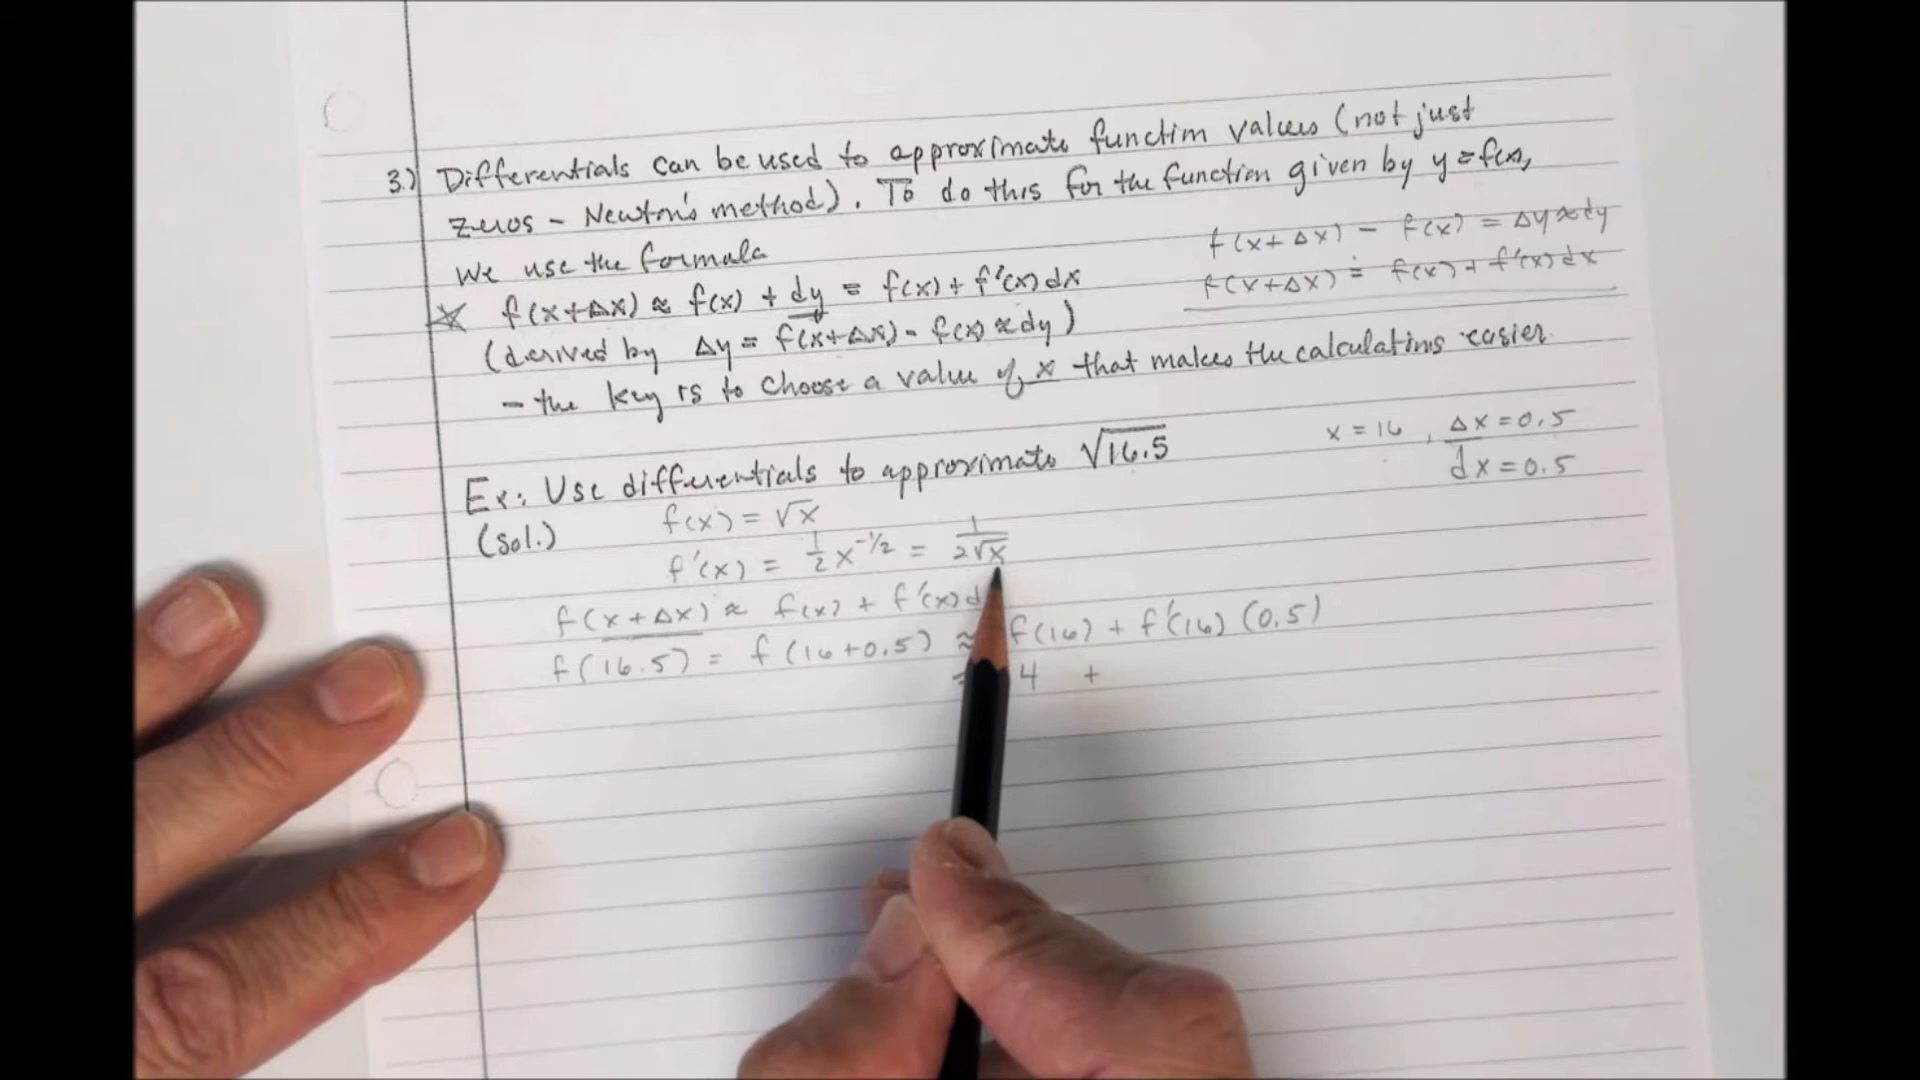 3.) Differentials can be used to approximate function values (not just
zeros - Newton's method). To do this for the function given by y = f(x),
we use the formula
f(x+Δx) ≈ f(x) + dy = f(x) + f'(x) dx
(derived by Δy = f(x+Δx) - f(x) ≈ dy)
- the key is to choose a value of x that makes the calculations easier.
f(x+Δx) - f(x) = Δy ≈ dy
f(x+Δx) ≐ f(x) + f'(x) dx
Ex: Use differentials to approximate √16.5
x = 16, Δx = 0.5
dx = 0.5
(sol.) f(x) = √x
f'(x) = 1/2 x^-1/2 = 1/(2√x)
f(x+Δx) ≈ f(x) + f'(x) d
f(16.5) = f(16+0.5) ≈ f(16) + f'(16) (0.5)
4 +